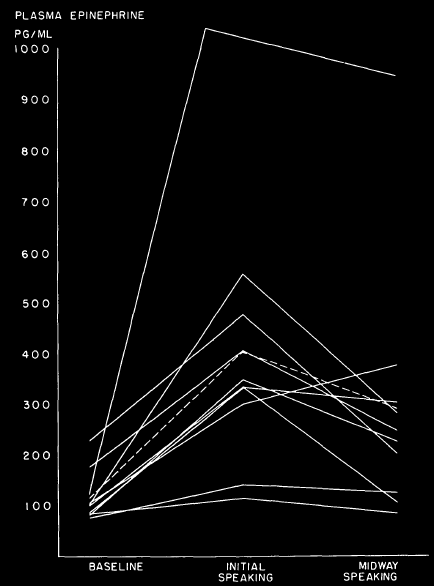 PLASMA EPINEPHRINE
PG/ML
1000
900
800
700
600
500
400
300
200
100
BASELINE
INITIAL
SPEAKING
MIDWAY
SPEAKING